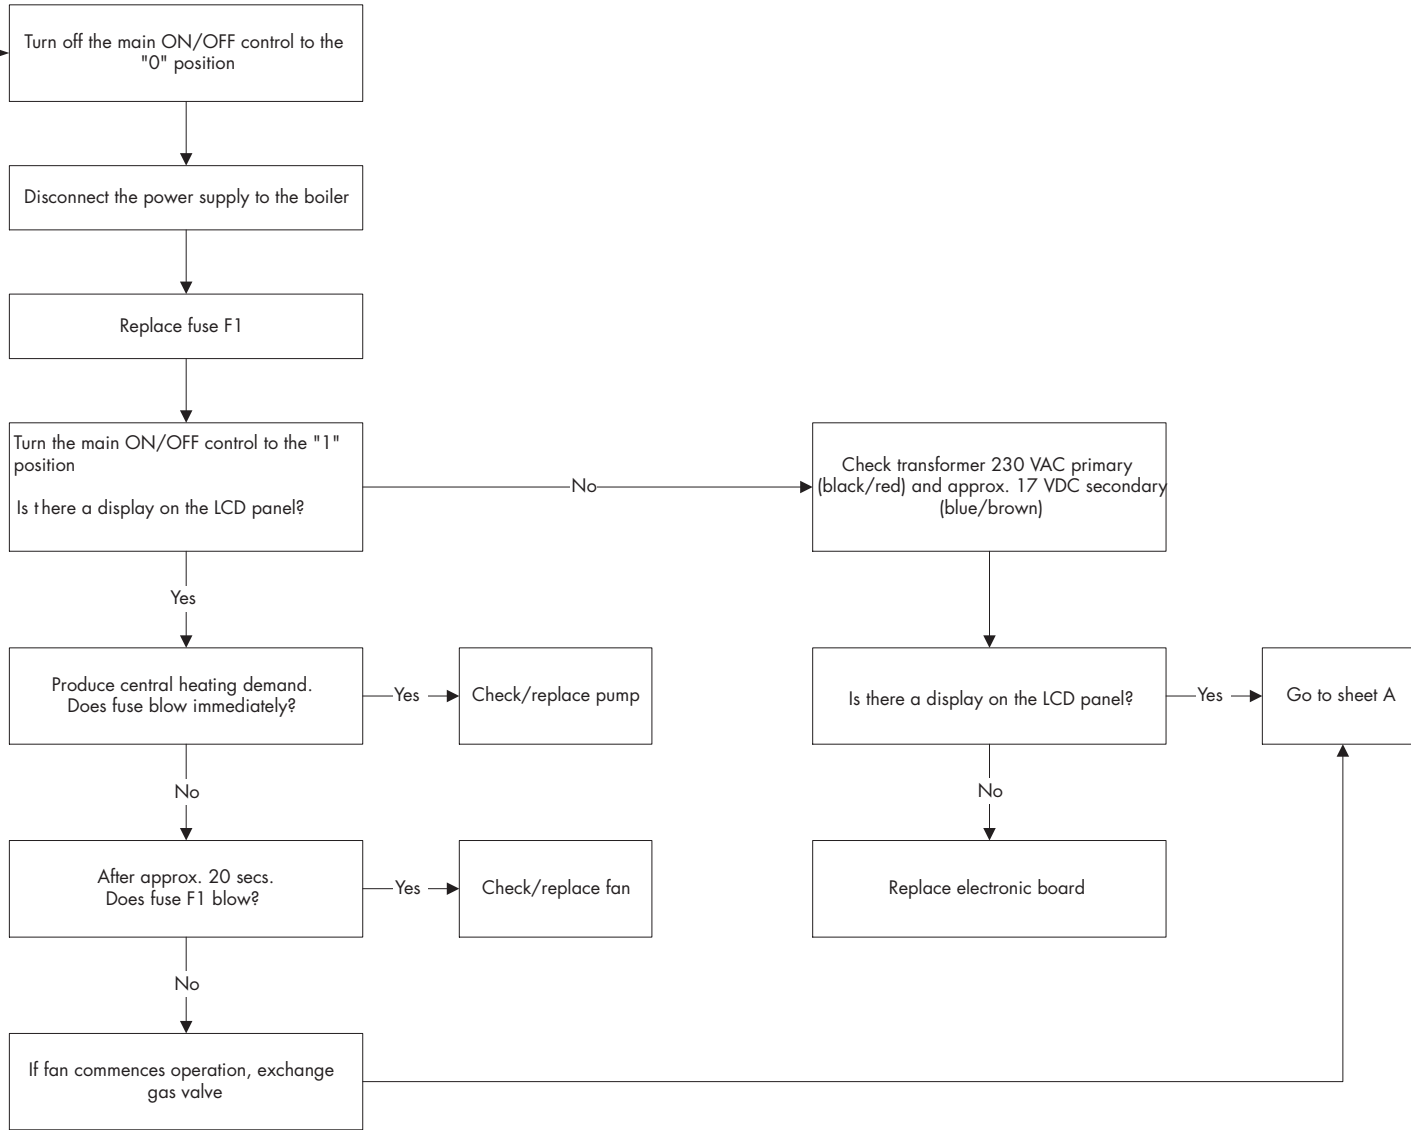 Turn off the main ON/OFF control to the
"0" position
Disconnect the power supply to the boiler
Replace fuse F1
Turn the main ON/OFF control to the "1"
position
Is there a display on the LCD panel?
No
Check transformer 230 VAC primary
(black/red) and approx. 17 VDC secondary
(blue/brown)
Yes
Produce central heating demand.
Does fuse blow immediately?
Yes
Check/replace pump
Is there a display on the LCD panel?
Yes
Go to sheet A
No
No
After approx. 20 secs.
Does fuse F1 blow?
Yes
Check/replace fan
Replace electronic board
No
If fan commences operation, exchange
gas valve